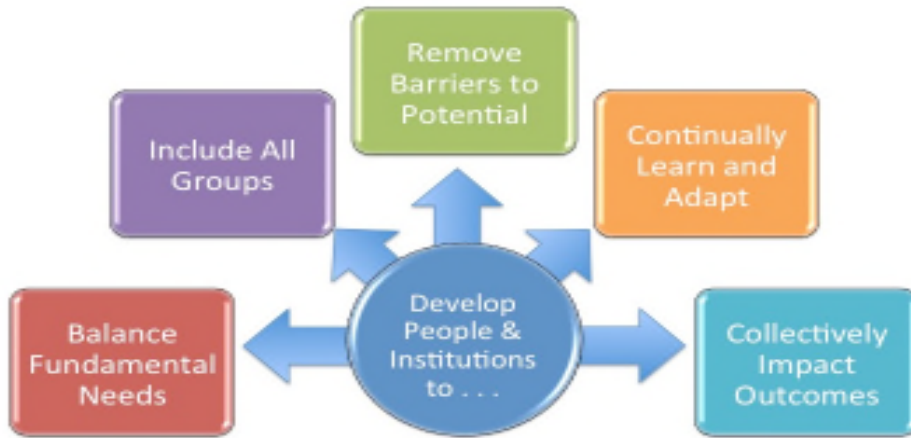 Remove
Barriers to
Potential
Include All
Groups
Continually
Learn and
Adapt
Balance
Fundamental
Needs
Develop
People &
Institutions
to . . .
Collectively
Impact
Outcomes